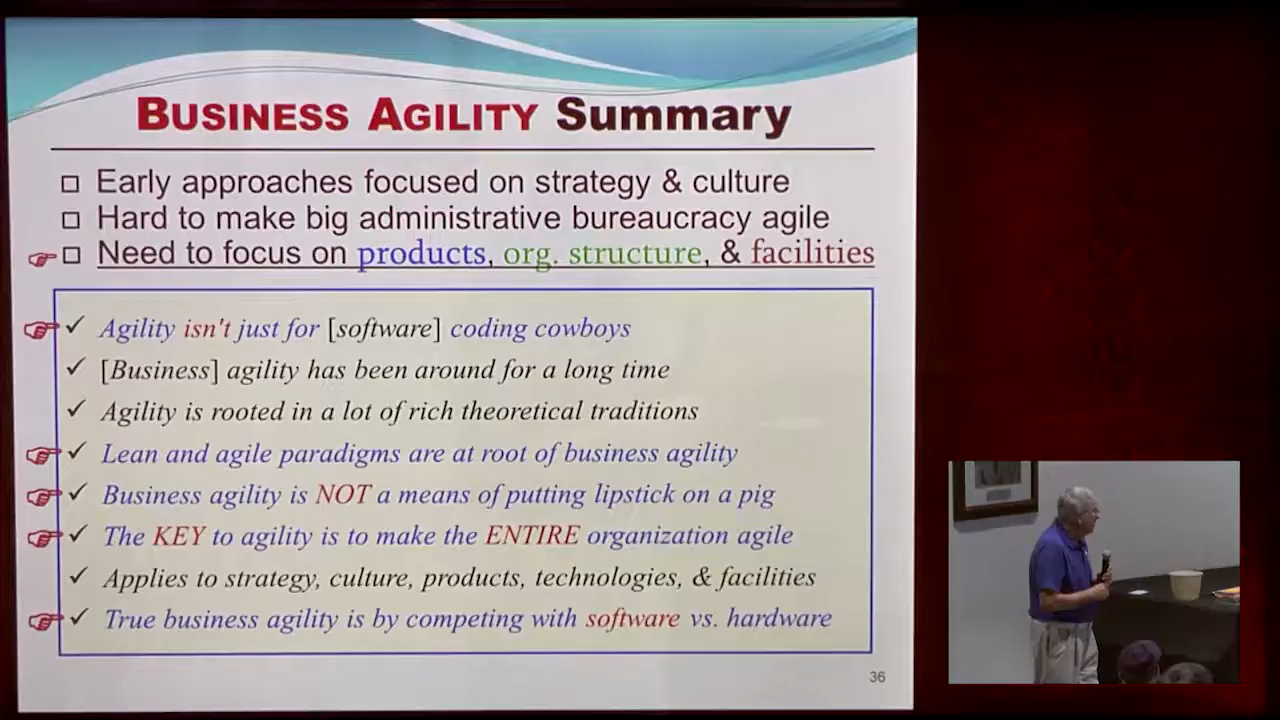 BUSINESS AGILITY Summary
Early approaches focused on strategy & culture
Hard to make big administrative bureaucracy agile
Need to focus on products, org. structure, & facilities
Agility isn't just for [software] coding cowboys
[Business] agility has been around for a long time
Agility is rooted in a lot of rich theoretical traditions
Lean and agile paradigms are at root of business agility
Business agility is NOT a means of putting lipstick on a pig
The KEY to agility is to make the ENTIRE organization agile
Applies to strategy, culture, products, technologies, & facilities
True business agility is by competing with software vs. hardware
36